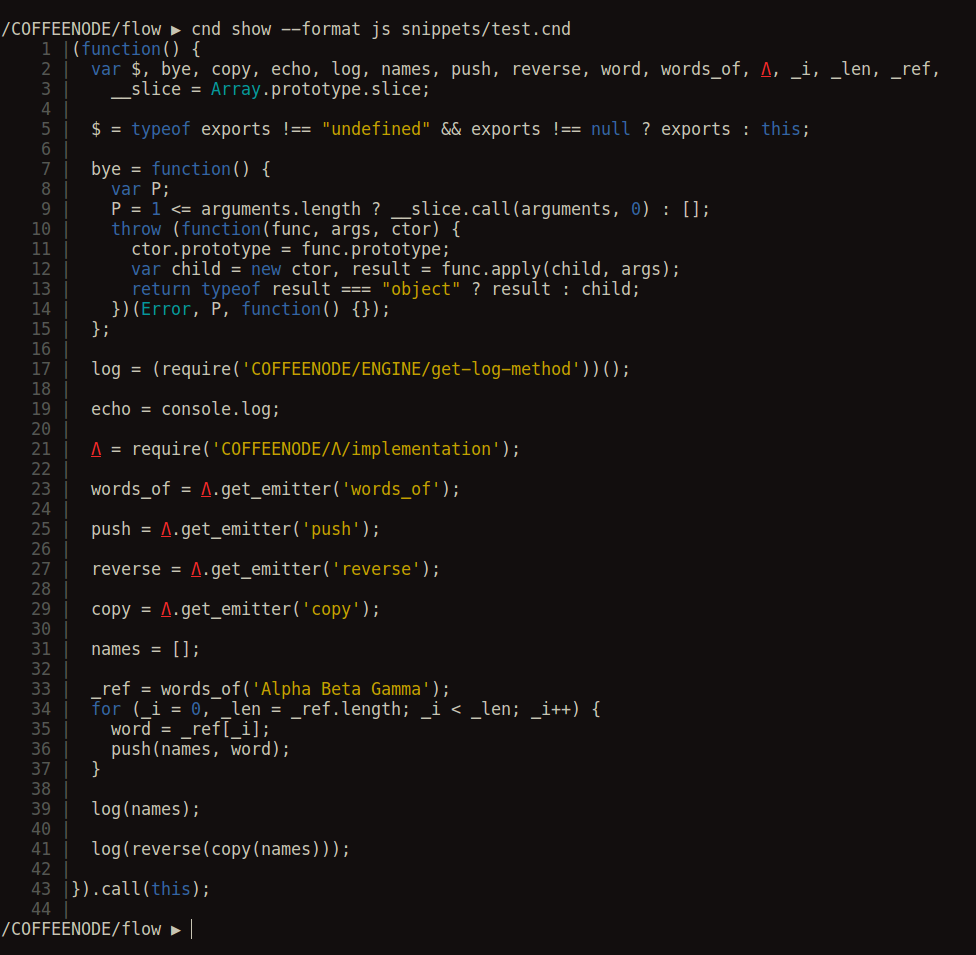 /COFFEENODE/flow ▶ cnd show --format js snippets/test.cnd
1 |(function() {
2 |  var $, bye, copy, echo, log, names, push, reverse, word, words_of, Λ, _i, _len, _ref,
3 |    __slice = Array.prototype.slice;
4 |
5 |  $ = typeof exports !== "undefined" && exports !== null ? exports : this;
6 |
7 |  bye = function() {
8 |    var P;
9 |    P = 1 <= arguments.length ? __slice.call(arguments, 0) : [];
10 |    throw (function(func, args, ctor) {
11 |      ctor.prototype = func.prototype;
12 |      var child = new ctor, result = func.apply(child, args);
13 |      return typeof result === "object" ? result : child;
14 |    })(Error, P, function() {});
15 |  };
16 |
17 |  log = (require('COFFEENODE/ENGINE/get-log-method'))();
18 |
19 |  echo = console.log;
20 |
21 |  Λ = require('COFFEENODE/Λ/implementation');
22 |
23 |  words_of = Λ.get_emitter('words_of');
24 |
25 |  push = Λ.get_emitter('push');
26 |
27 |  reverse = Λ.get_emitter('reverse');
28 |
29 |  copy = Λ.get_emitter('copy');
30 |
31 |  names = [];
32 |
33 |  _ref = words_of('Alpha Beta Gamma');
34 |  for (_i = 0, _len = _ref.length; _i < _len; _i++) {
35 |    word = _ref[_i];
36 |    push(names, word);
37 |  }
38 |
39 |  log(names);
40 |
41 |  log(reverse(copy(names)));
42 |
43 |}).call(this);
44 |
/COFFEENODE/flow ▶